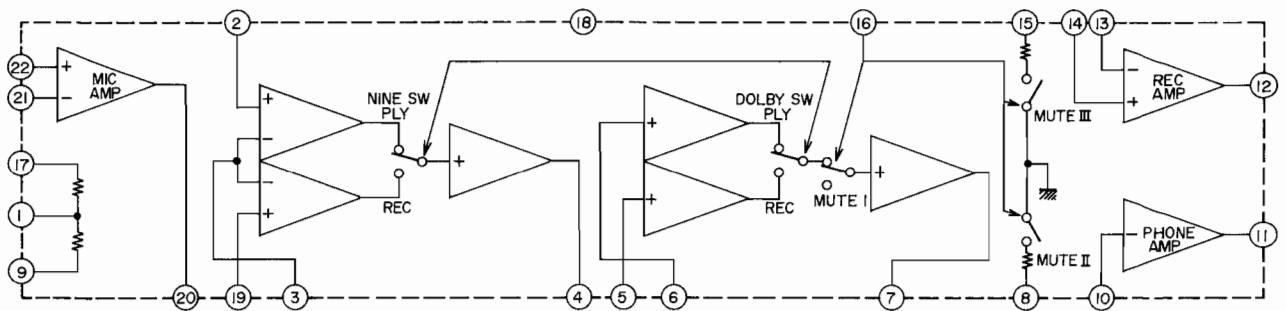 2
18
16
15
14
13
22
+
MIC
AMP
21
−
NINE SW
PLY
DOLBY SW
PLY
−
REC
AMP
+
12
MUTE III
+
−
−
+
+
+
+
+
REC
REC
MUTE I
17
1
9
−
PHONE
AMP
11
MUTE II
20
19
3
4
5
6
7
8
10